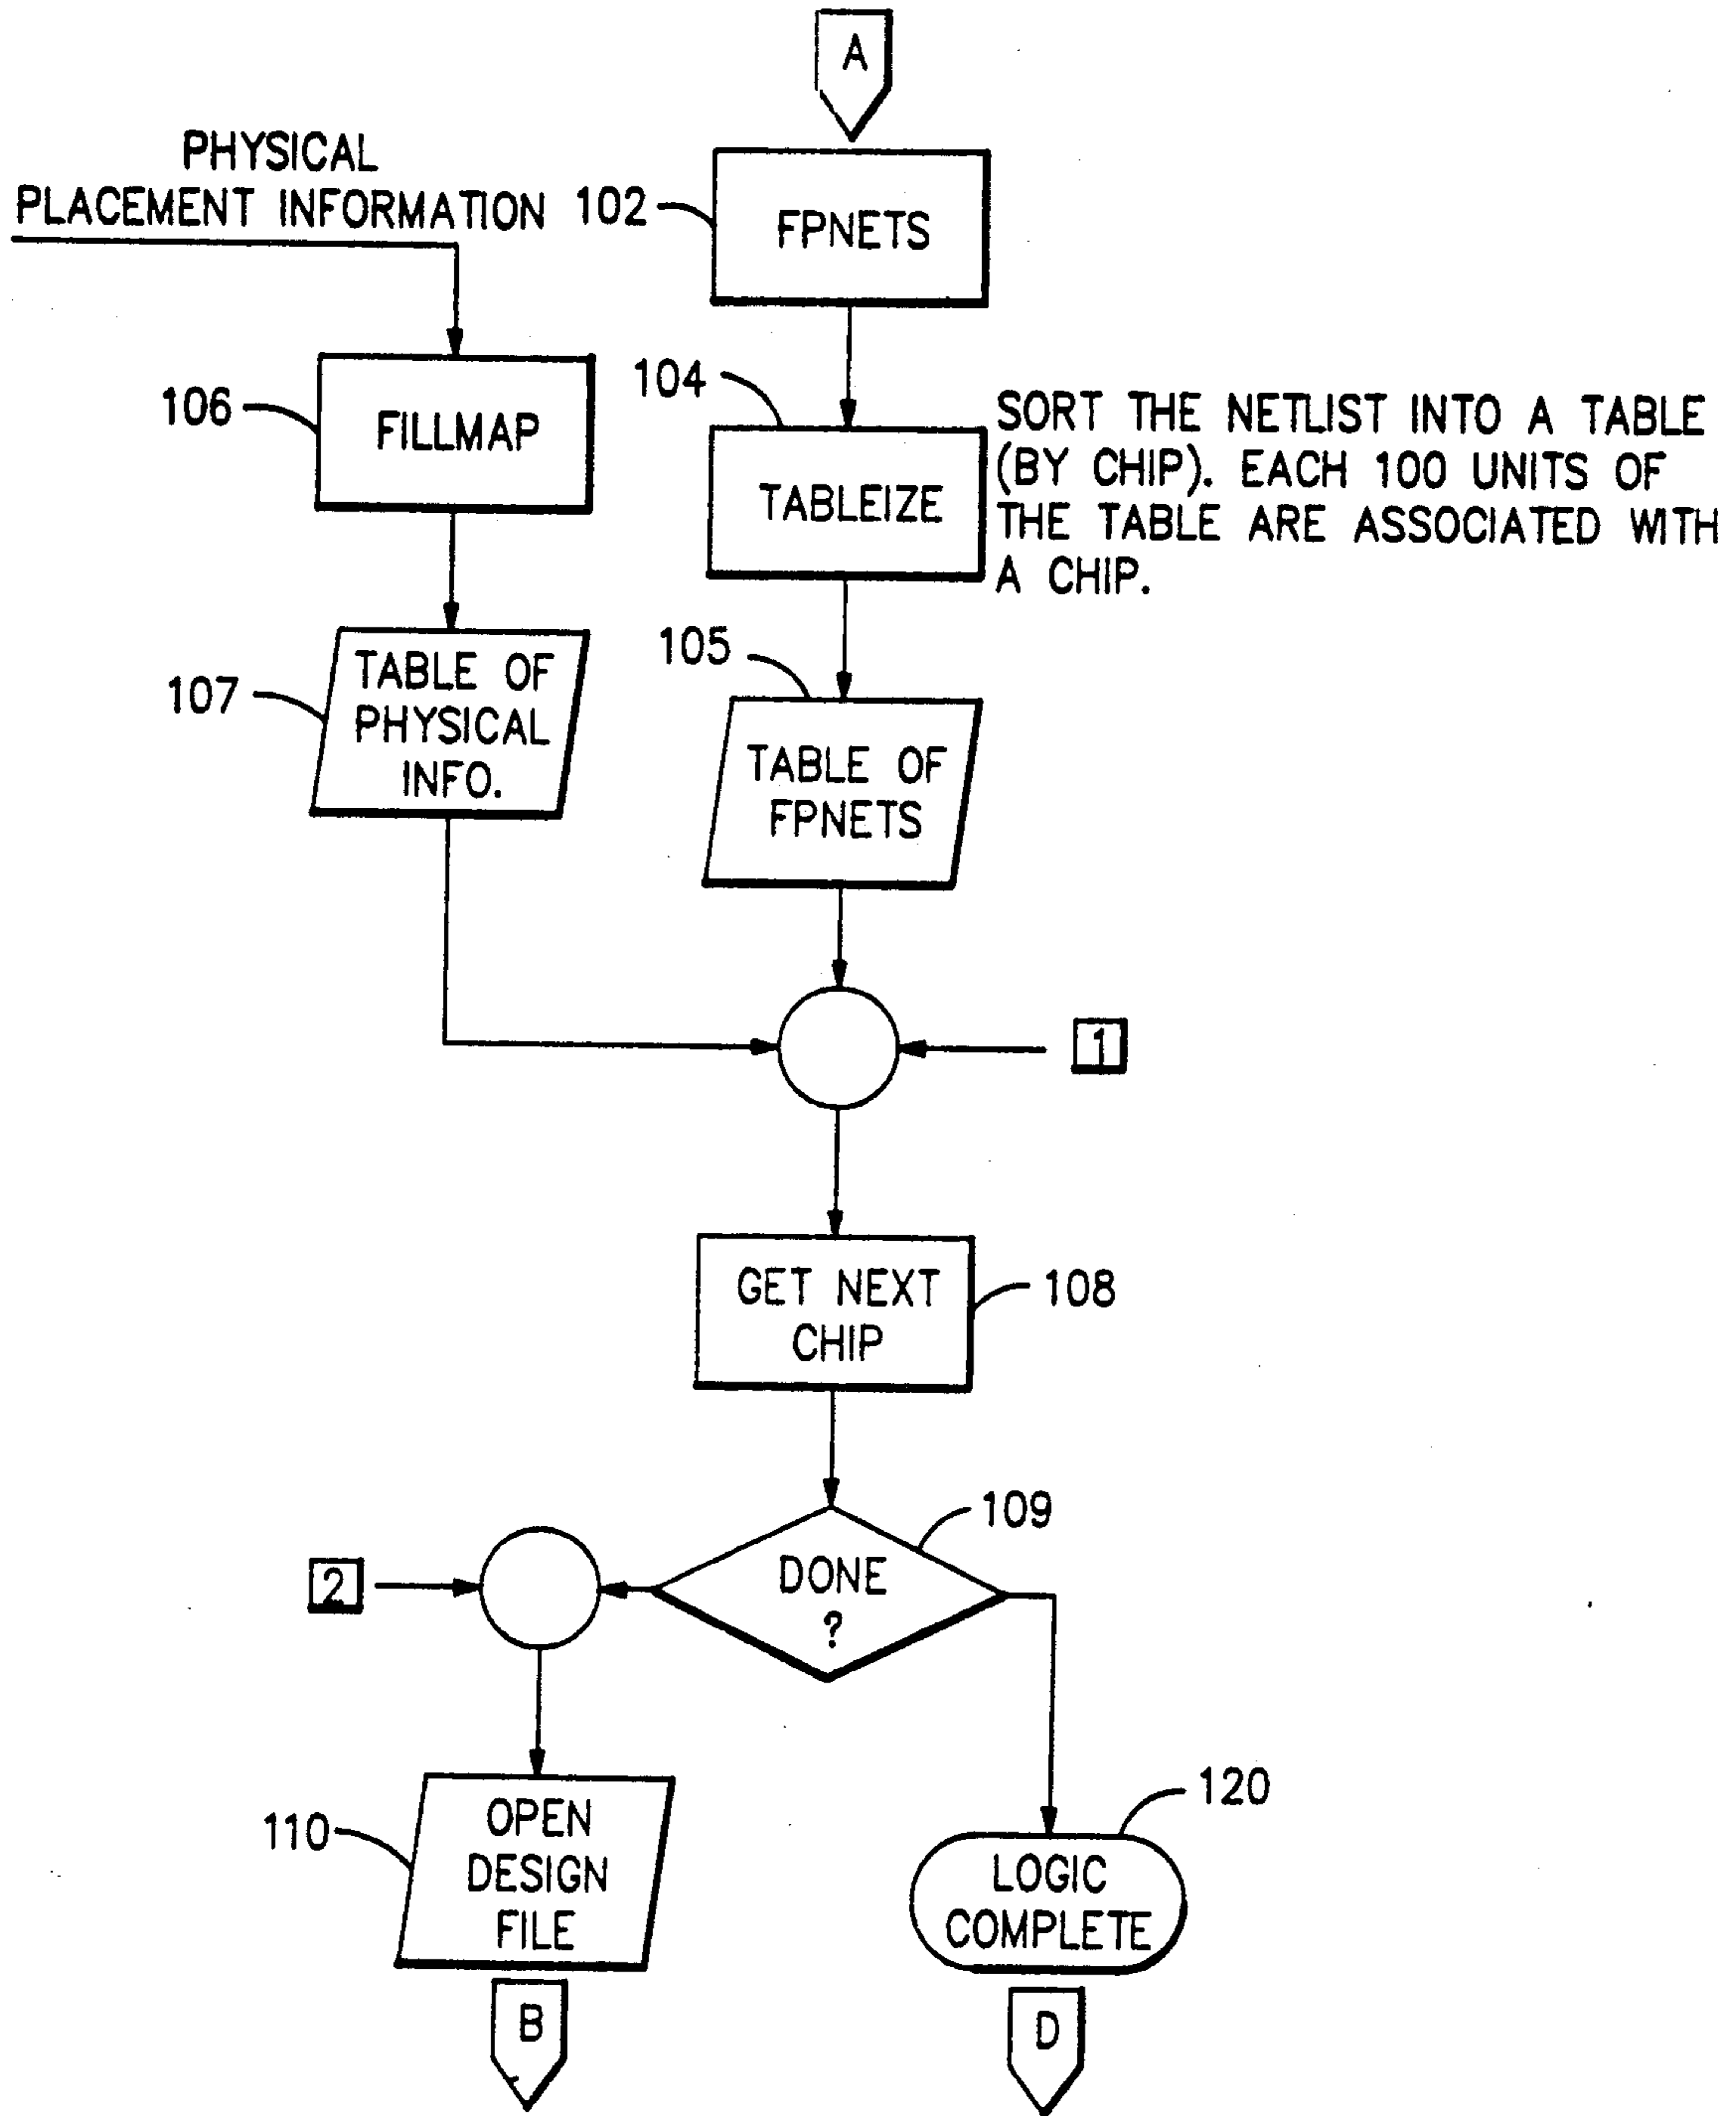 A
PHYSICAL
PLACEMENT INFORMATION
102
FPNETS
106
FILLMAP
104
TABLEIZE
SORT THE NETLIST INTO A TABLE
(BY CHIP). EACH 100 UNITS OF
THE TABLE ARE ASSOCIATED WITH
A CHIP.
107
TABLE OF
PHYSICAL
INFO.
105
TABLE OF
FPNETS
1
GET NEXT
CHIP
108
109
DONE
?
2
110
OPEN
DESIGN
FILE
120
LOGIC
COMPLETE
B
D